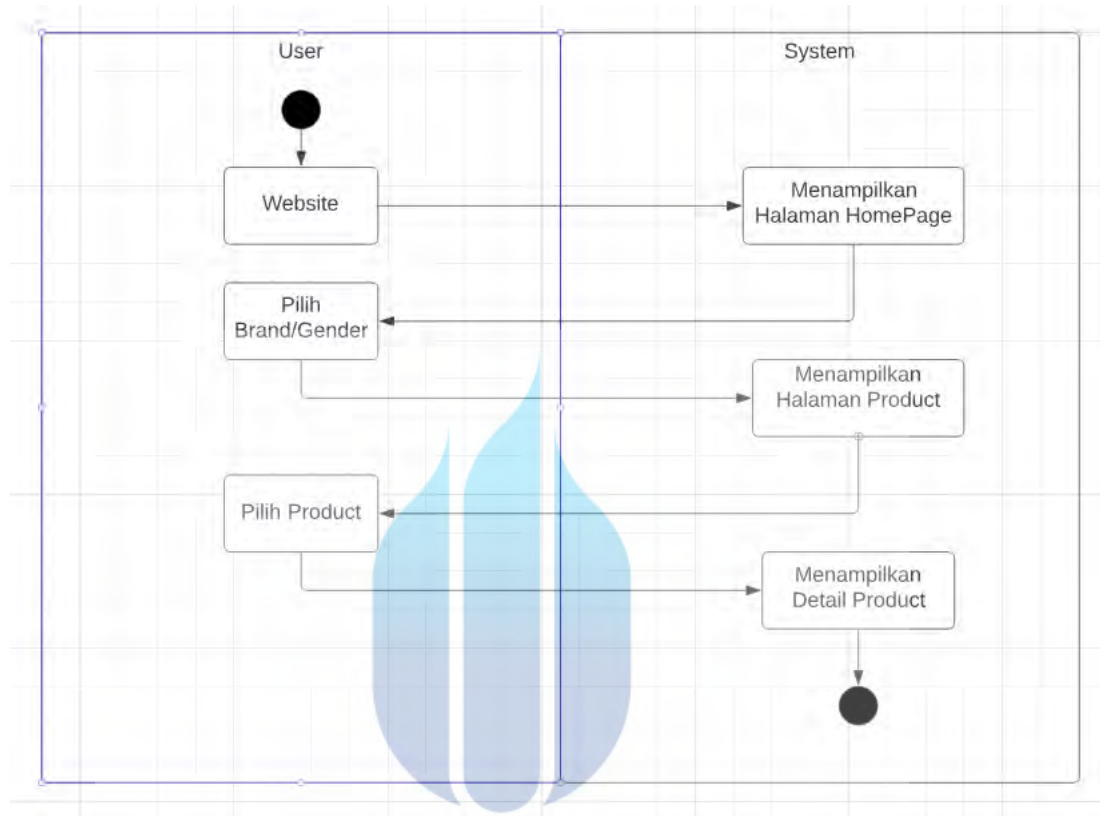 User
System
Website
Menampilkan
Halaman HomePage
Pilih
Brand/Gender
Menampilkan
Halaman Product
Pilih Product
Menampilkan
Detail Product